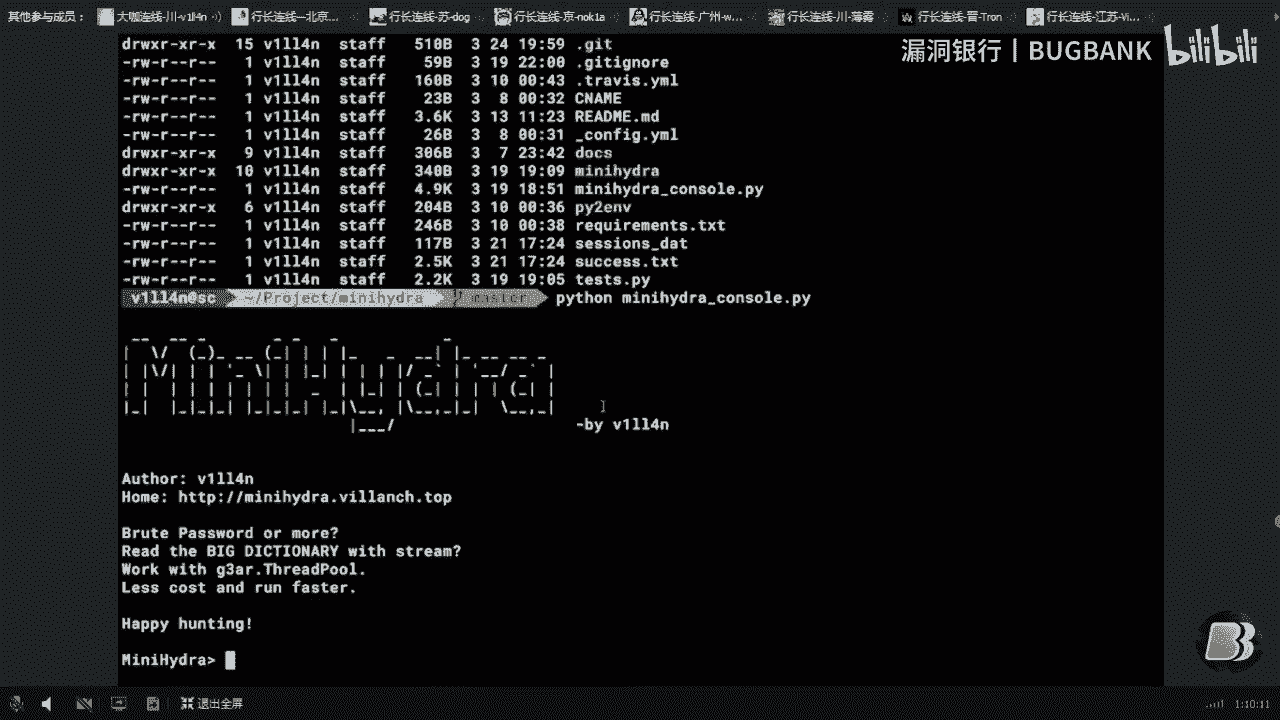 其他参与成员： 大咖连线-川-v1ll4n 行长连线---北京... 行长连线-苏-dog 行长连线-京-nok1a 行长连线-广州-w... 行长连线-川-薄雾 行长连线-晋-Tron 行长连线-江苏-Vi...
漏洞银行丨BUGBANK bilibili
drwxr-xr-x 15 v1ll4n staff 510B 3 24 19:59 .git
-rw-r--r-- 1 v1ll4n staff 59B 3 19 22:00 .gitignore
-rw-r--r-- 1 v1ll4n staff 160B 3 10 00:43 .travis.yml
-rw-r--r-- 1 v1ll4n staff 23B 3 8 00:32 CNAME
-rw-r--r-- 1 v1ll4n staff 3.6K 3 13 11:23 README.md
-rw-r--r-- 1 v1ll4n staff 26B 3 8 00:31 _config.yml
drwxr-xr-x 9 v1ll4n staff 306B 3 7 23:42 docs
drwxr-xr-x 10 v1ll4n staff 340B 3 19 19:09 minihydra
-rw-r--r-- 1 v1ll4n staff 4.9K 3 19 18:51 minihydra_console.py
drwxr-xr-x 6 v1ll4n staff 204B 3 10 00:36 py2env
-rw-r--r-- 1 v1ll4n staff 246B 3 10 00:38 requirements.txt
-rw-r--r-- 1 v1ll4n staff 117B 3 21 17:24 sessions_dat
-rw-r--r-- 1 v1ll4n staff 2.5K 3 21 17:24 success.txt
-rw-r--r-- 1 v1ll4n staff 2.2K 3 19 19:05 tests.py
v1ll4n@sc ~/Project/minihydra master python minihydra_console.py
MiniHydra
-by v1ll4n
Author: v1ll4n
Home: http://minihydra.villanch.top
Brute Password or more?
Read the BIG DICTIONARY with stream?
Work with g3ar.ThreadPool.
Less cost and run faster.
Happy hunting!
MiniHydra>
退出全屏 1:10:11